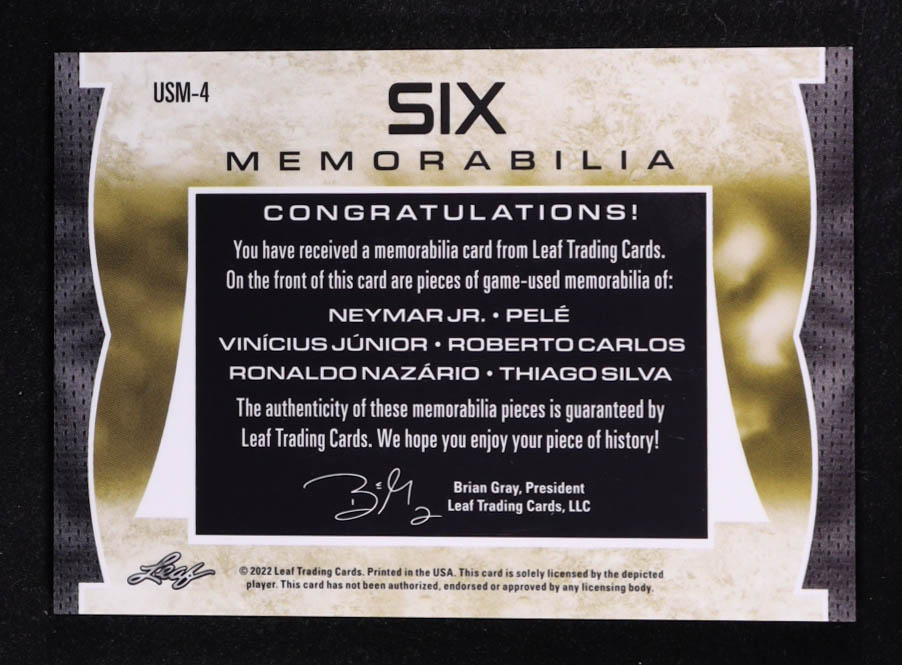 USM-4
SIX
MEMORABILIA
CONGRATULATIONS!
You have received a memorabilia card from Leaf Trading Cards.
On the front of this card are pieces of game-used memorabilia of:
NEYMAR JR. • PELÉ
VINÍCIUS JÚNIOR • ROBERTO CARLOS
RONALDO NAZÁRIO • THIAGO SILVA
The authenticity of these memorabilia pieces is guaranteed by
Leaf Trading Cards. We hope you enjoy your piece of history!
Brian Gray, President
Leaf Trading Cards, LLC
Leaf
© 2022 Leaf Trading Cards. Printed in the USA. This card is solely licensed by the depicted
player. This card has not been authorized, endorsed or approved by any licensing body.